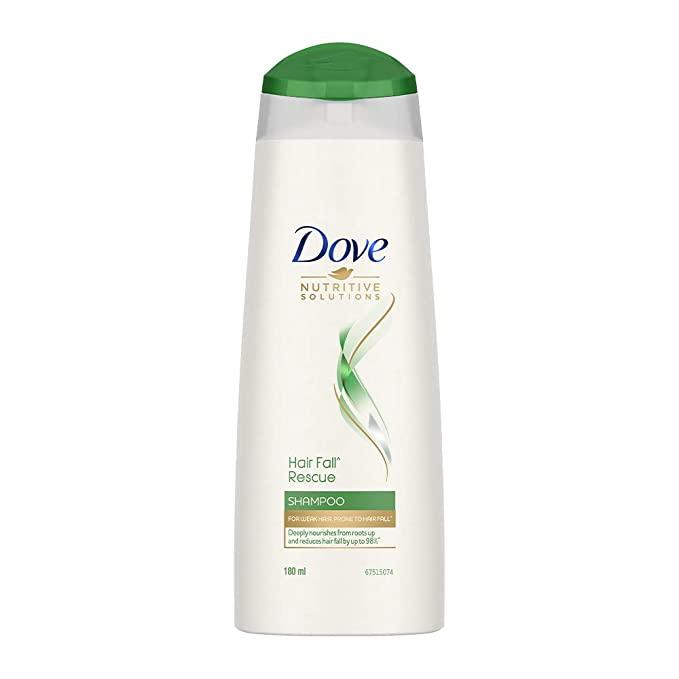 Dove
NUTRITIVE
SOLUTIONS
Hair Fall^
Rescue
SHAMPOO
FOR WEAK HAIR, PRONE TO HAIR FALL^
Deeply nourishes from roots up
and reduces hair fall by up to 98%*
180 ml 67515074